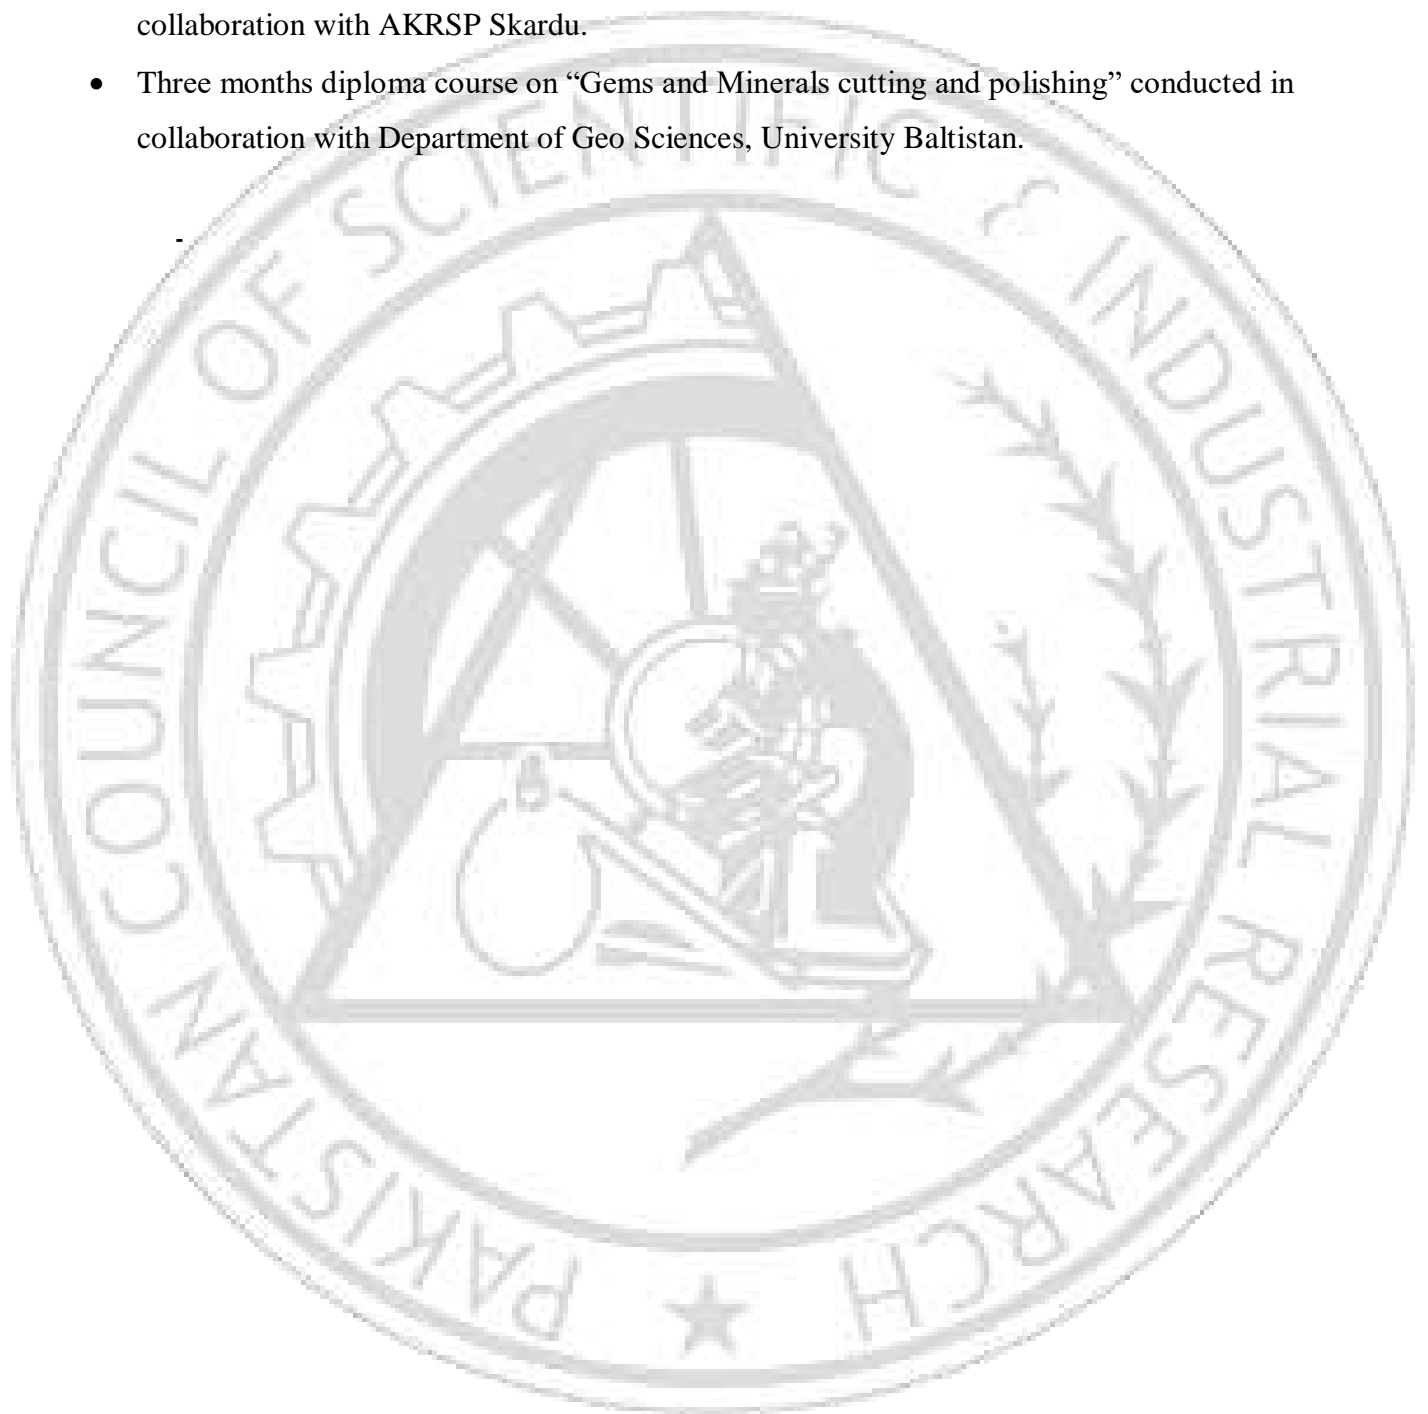 collaboration with AKRSP Skardu.
• Three months diploma course on “Gems and Minerals cutting and polishing” conducted in
collaboration with Department of Geo Sciences, University Baltistan.
-
PAKISTAN COUNCIL OF SCIENTIFIC & INDUSTRIAL RESEARCH